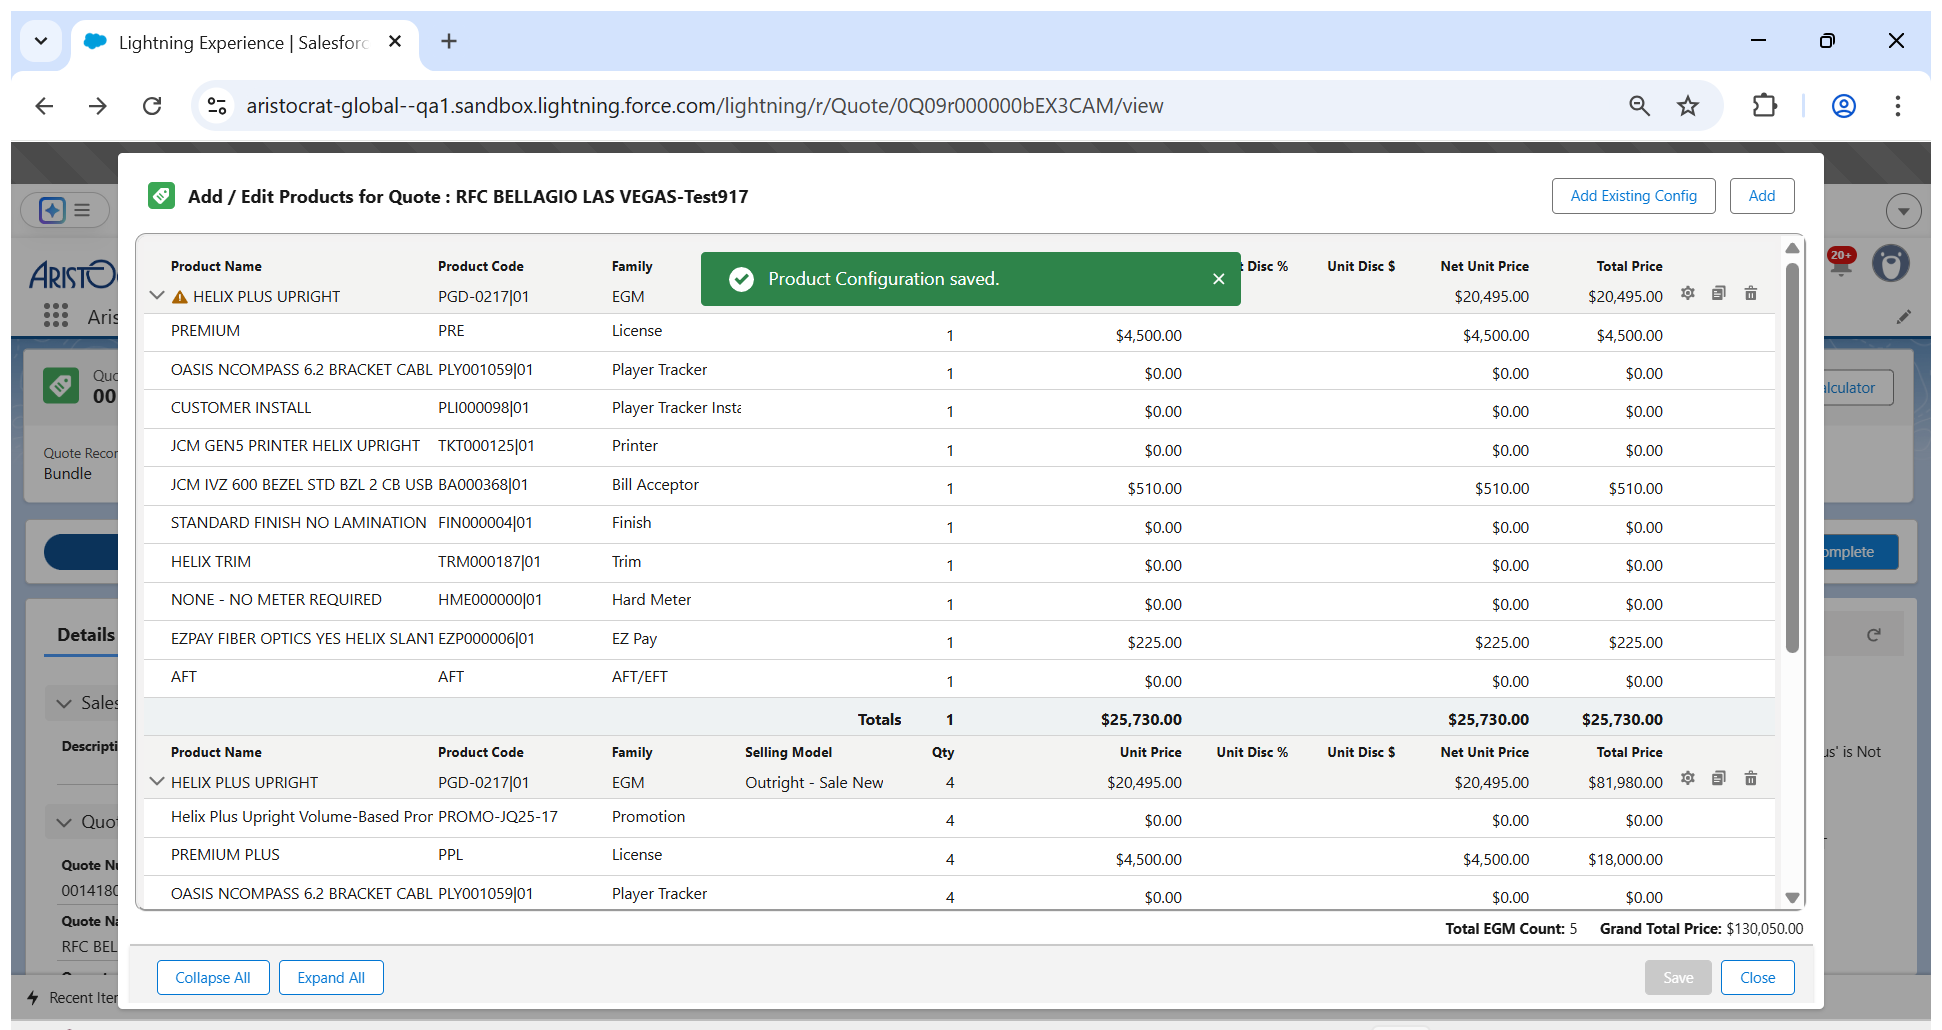 Lightning Experience | Salesforc
aristocrat-global--qa1.sandbox.lightning.force.com/lightning/r/Quote/0Q09r000000bEX3CAM/view
Add / Edit Products for Quote : RFC BELLAGIO LAS VEGAS-Test917
Add Existing Config
Add
Product Name Product Code Family t Disc % Unit Disc $ Net Unit Price Total Price
Product Configuration saved.
HELIX PLUS UPRIGHT PGD-0217|01 EGM $20,495.00 $20,495.00
PREMIUM PRE License 1 $4,500.00 $4,500.00 $4,500.00
OASIS NCOMPASS 6.2 BRACKET CABL PLY001059|01 Player Tracker 1 $0.00 $0.00 $0.00
CUSTOMER INSTALL PLI000098|01 Player Tracker Insta 1 $0.00 $0.00 $0.00
JCM GEN5 PRINTER HELIX UPRIGHT TKT000125|01 Printer 1 $0.00 $0.00 $0.00
JCM IVZ 600 BEZEL STD BZL 2 CB USB BA000368|01 Bill Acceptor 1 $510.00 $510.00 $510.00
STANDARD FINISH NO LAMINATION FIN000004|01 Finish 1 $0.00 $0.00 $0.00
HELIX TRIM TRM000187|01 Trim 1 $0.00 $0.00 $0.00
NONE - NO METER REQUIRED HME000000|01 Hard Meter 1 $0.00 $0.00 $0.00
EZPAY FIBER OPTICS YES HELIX SLANT EZP000006|01 EZ Pay 1 $225.00 $225.00 $225.00
AFT AFT AFT/EFT 1 $0.00 $0.00 $0.00
Totals 1 $25,730.00 $25,730.00 $25,730.00
Product Name Product Code Family Selling Model Qty Unit Price Unit Disc % Unit Disc $ Net Unit Price Total Price
HELIX PLUS UPRIGHT PGD-0217|01 EGM Outright - Sale New 4 $20,495.00 $20,495.00 $81,980.00
Helix Plus Upright Volume-Based Pror PROMO-JQ25-17 Promotion 4 $0.00 $0.00 $0.00
PREMIUM PLUS PPL License 4 $4,500.00 $4,500.00 $18,000.00
OASIS NCOMPASS 6.2 BRACKET CABL PLY001059|01 Player Tracker 4 $0.00 $0.00 $0.00
Total EGM Count: 5 Grand Total Price: $130,050.00
Collapse All
Expand All
Save
Close
ARISTO
Aris
20+
Quo
00
alculator
Quote Recor
Bundle
omplete
Details
Sales
Descripti
us' is Not
Quot
Quote Nu
0014180
Quote Na
RFC BEL
Recent Iter